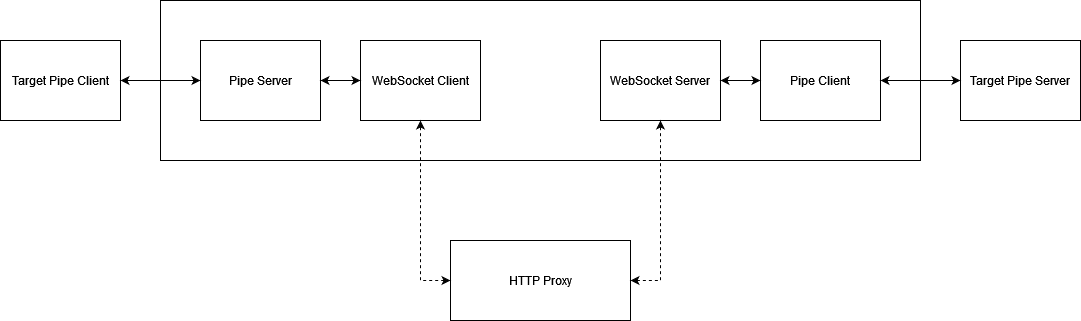 Target Pipe Client
Pipe Server
WebSocket Client
WebSocket Server
Pipe Client
Target Pipe Server
HTTP Proxy